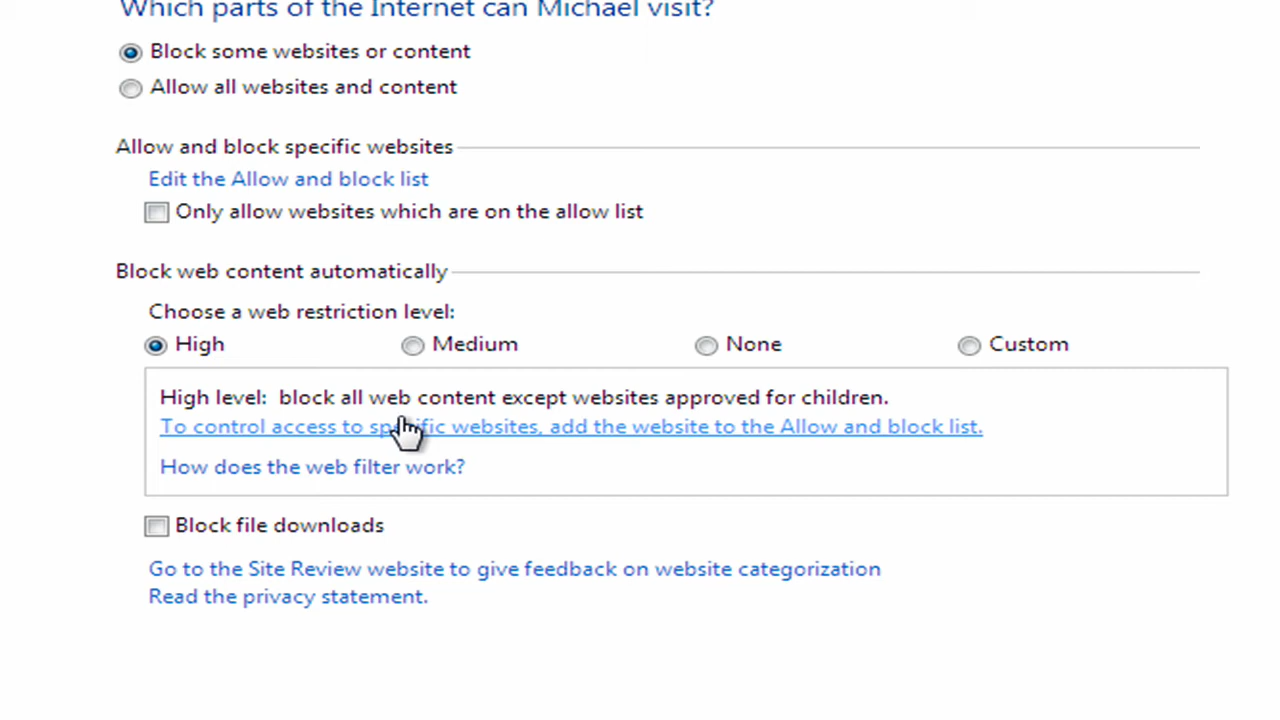 Which parts of the Internet can Michael visit?
Block some websites or content
Allow all websites and content
Allow and block specific websites
Edit the Allow and block list
Only allow websites which are on the allow list
Block web content automatically
Choose a web restriction level:
High Medium None Custom
High level: block all web content except websites approved for children.
To control access to specific websites, add the website to the Allow and block list.
How does the web filter work?
Block file downloads
Go to the Site Review website to give feedback on website categorization
Read the privacy statement.